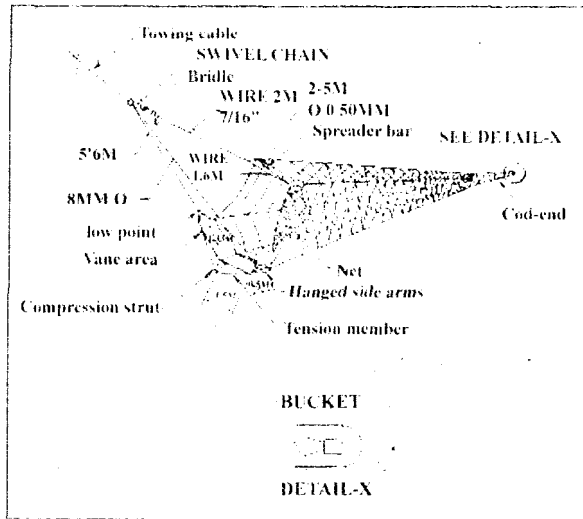 Towing cable
SWIVEL CHAIN
Bridle
WIRE 2M
7/16"
2-5M
O 0 50MM
Spreader bar
SEE DETAIL-X
5'6M
WIRE
1.6M
8MM O
Cod-end
Tow point
Vane area
Net
Hanged side arms
Compression strut
Tension member
BUCKET
DETAIL-X